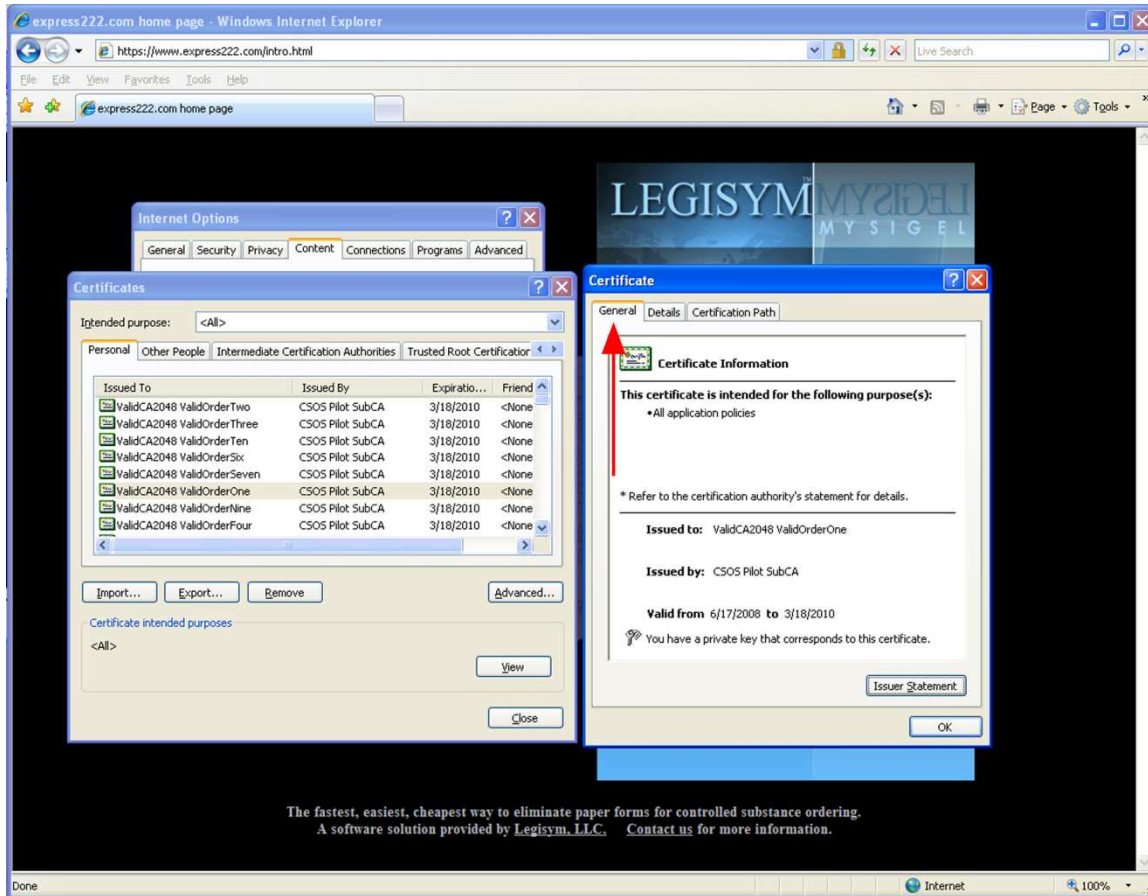 express222.com home page - Windows Internet Explorer
https://www.express222.com/intro.html
Live Search
File Edit View Favorites Tools Help
express222.com home page
Page Tools
LEGISYM™
MY SIGEL
Internet Options
General Security Privacy Content Connections Programs Advanced
Certificates
Intended purpose: <All>
Personal Other People Intermediate Certification Authorities Trusted Root Certification
Issued To Issued By Expiratio... Friend
ValidCA2048 ValidOrderTwo CSOS Pilot SubCA 3/18/2010 <None
ValidCA2048 ValidOrderThree CSOS Pilot SubCA 3/18/2010 <None
ValidCA2048 ValidOrderTen CSOS Pilot SubCA 3/18/2010 <None
ValidCA2048 ValidOrderSix CSOS Pilot SubCA 3/18/2010 <None
ValidCA2048 ValidOrderSeven CSOS Pilot SubCA 3/18/2010 <None
ValidCA2048 ValidOrderOne CSOS Pilot SubCA 3/18/2010 <None
ValidCA2048 ValidOrderNine CSOS Pilot SubCA 3/18/2010 <None
ValidCA2048 ValidOrderFour CSOS Pilot SubCA 3/18/2010 <None
Import... Export... Remove Advanced...
Certificate intended purposes
<All>
View
Close
Certificate
General Details Certification Path
Certificate Information
This certificate is intended for the following purpose(s):
•All application policies
* Refer to the certification authority's statement for details.
Issued to: ValidCA2048 ValidOrderOne
Issued by: CSOS Pilot SubCA
Valid from 6/17/2008 to 3/18/2010
You have a private key that corresponds to this certificate.
Issuer Statement
OK
The fastest, easiest, cheapest way to eliminate paper forms for controlled substance ordering.
A software solution provided by Legisym, LLC. Contact us for more information.
Done Internet 100%